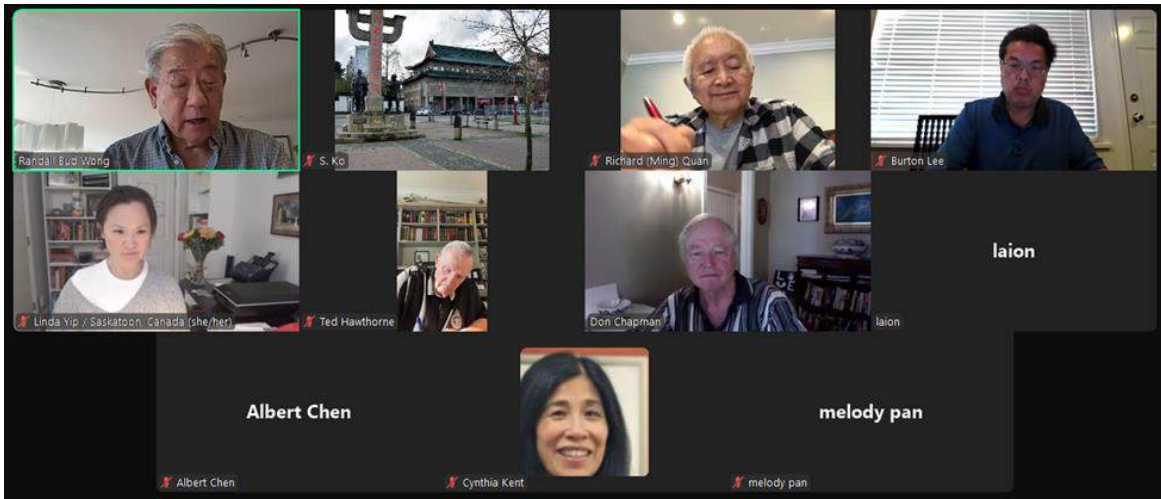 Randall Bud Wong
S. Ko
Richard (Ming) Quan
Burton Lee
Linda Yip / Saskatoon, Canada (she/her)
Ted Hawthorne
Don Chapman
laion
laion
Albert Chen
Albert Chen
Cynthia Kent
melody pan
melody pan